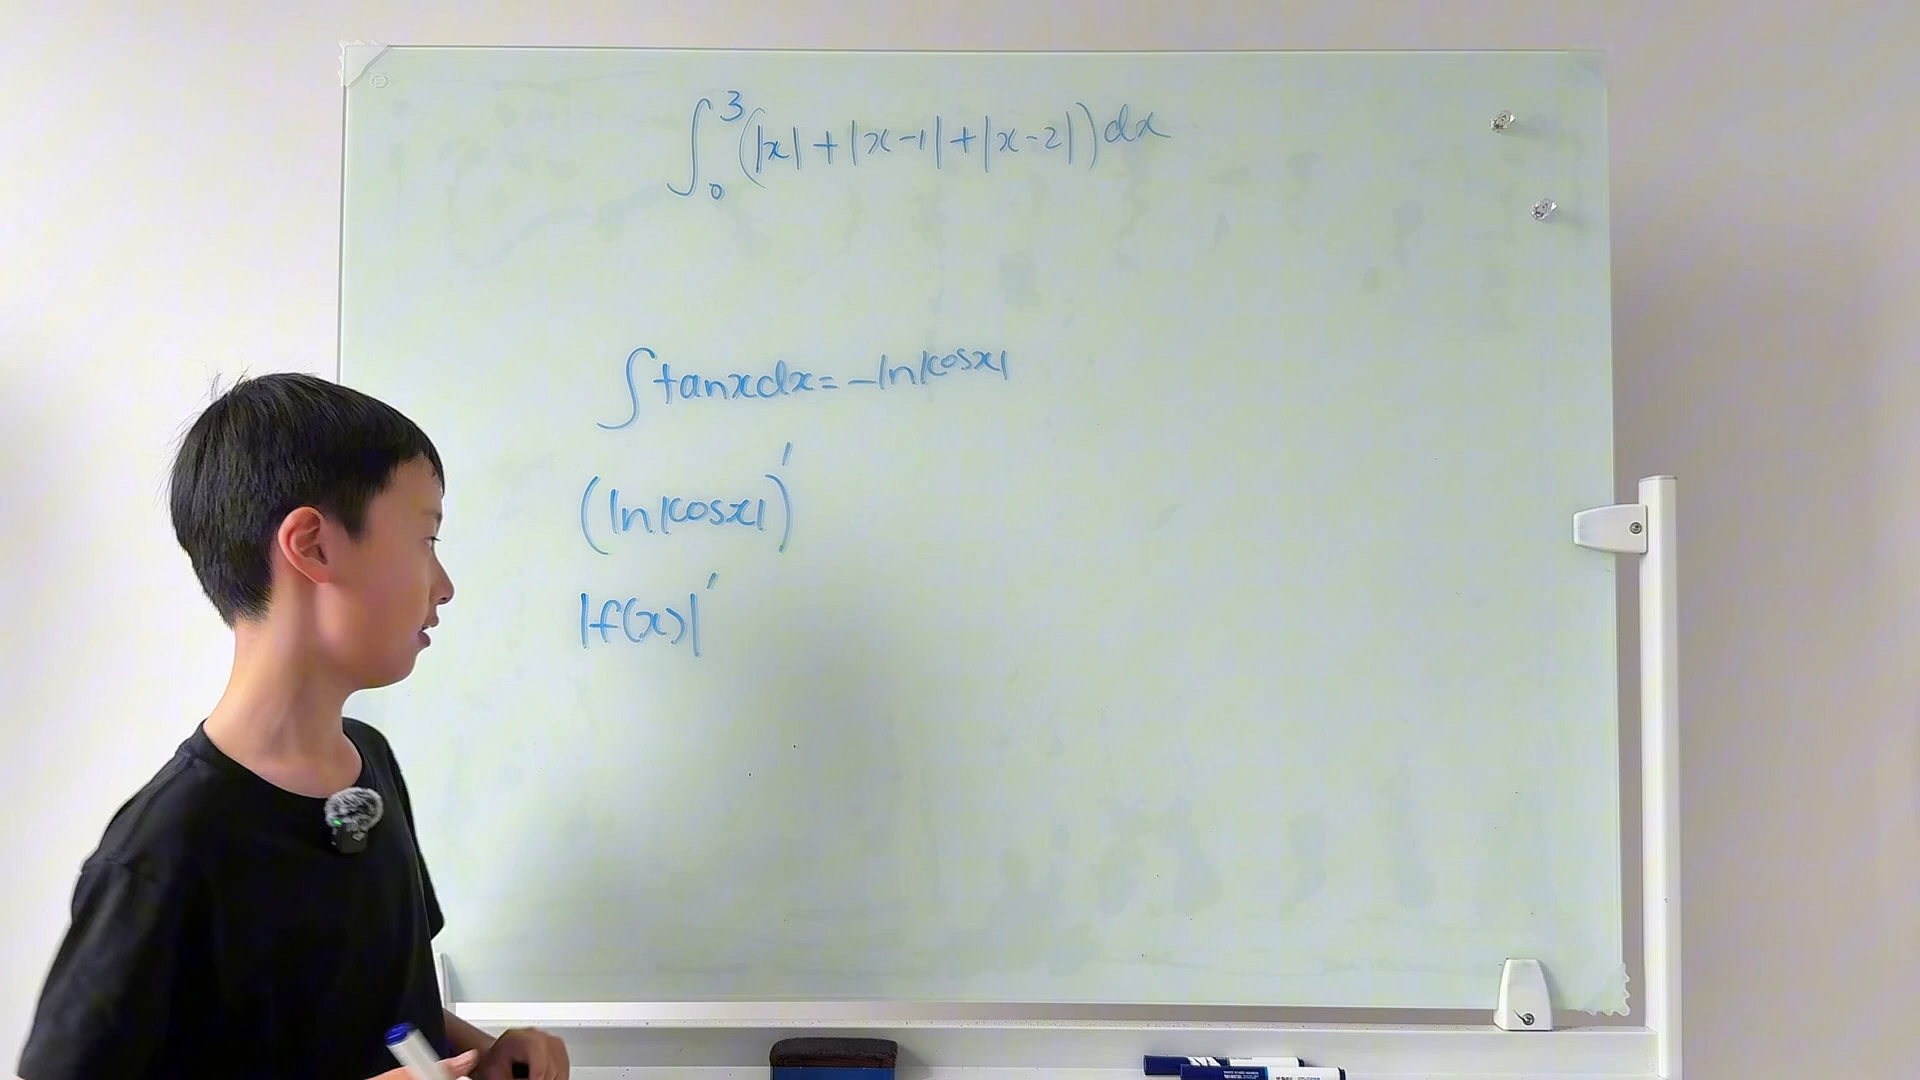 ∫₀³(|x|+|x-1|+|x-2|)dx
∫tanxdx=-ln|cosx|
(ln|cosx|)'
|f(x)|'